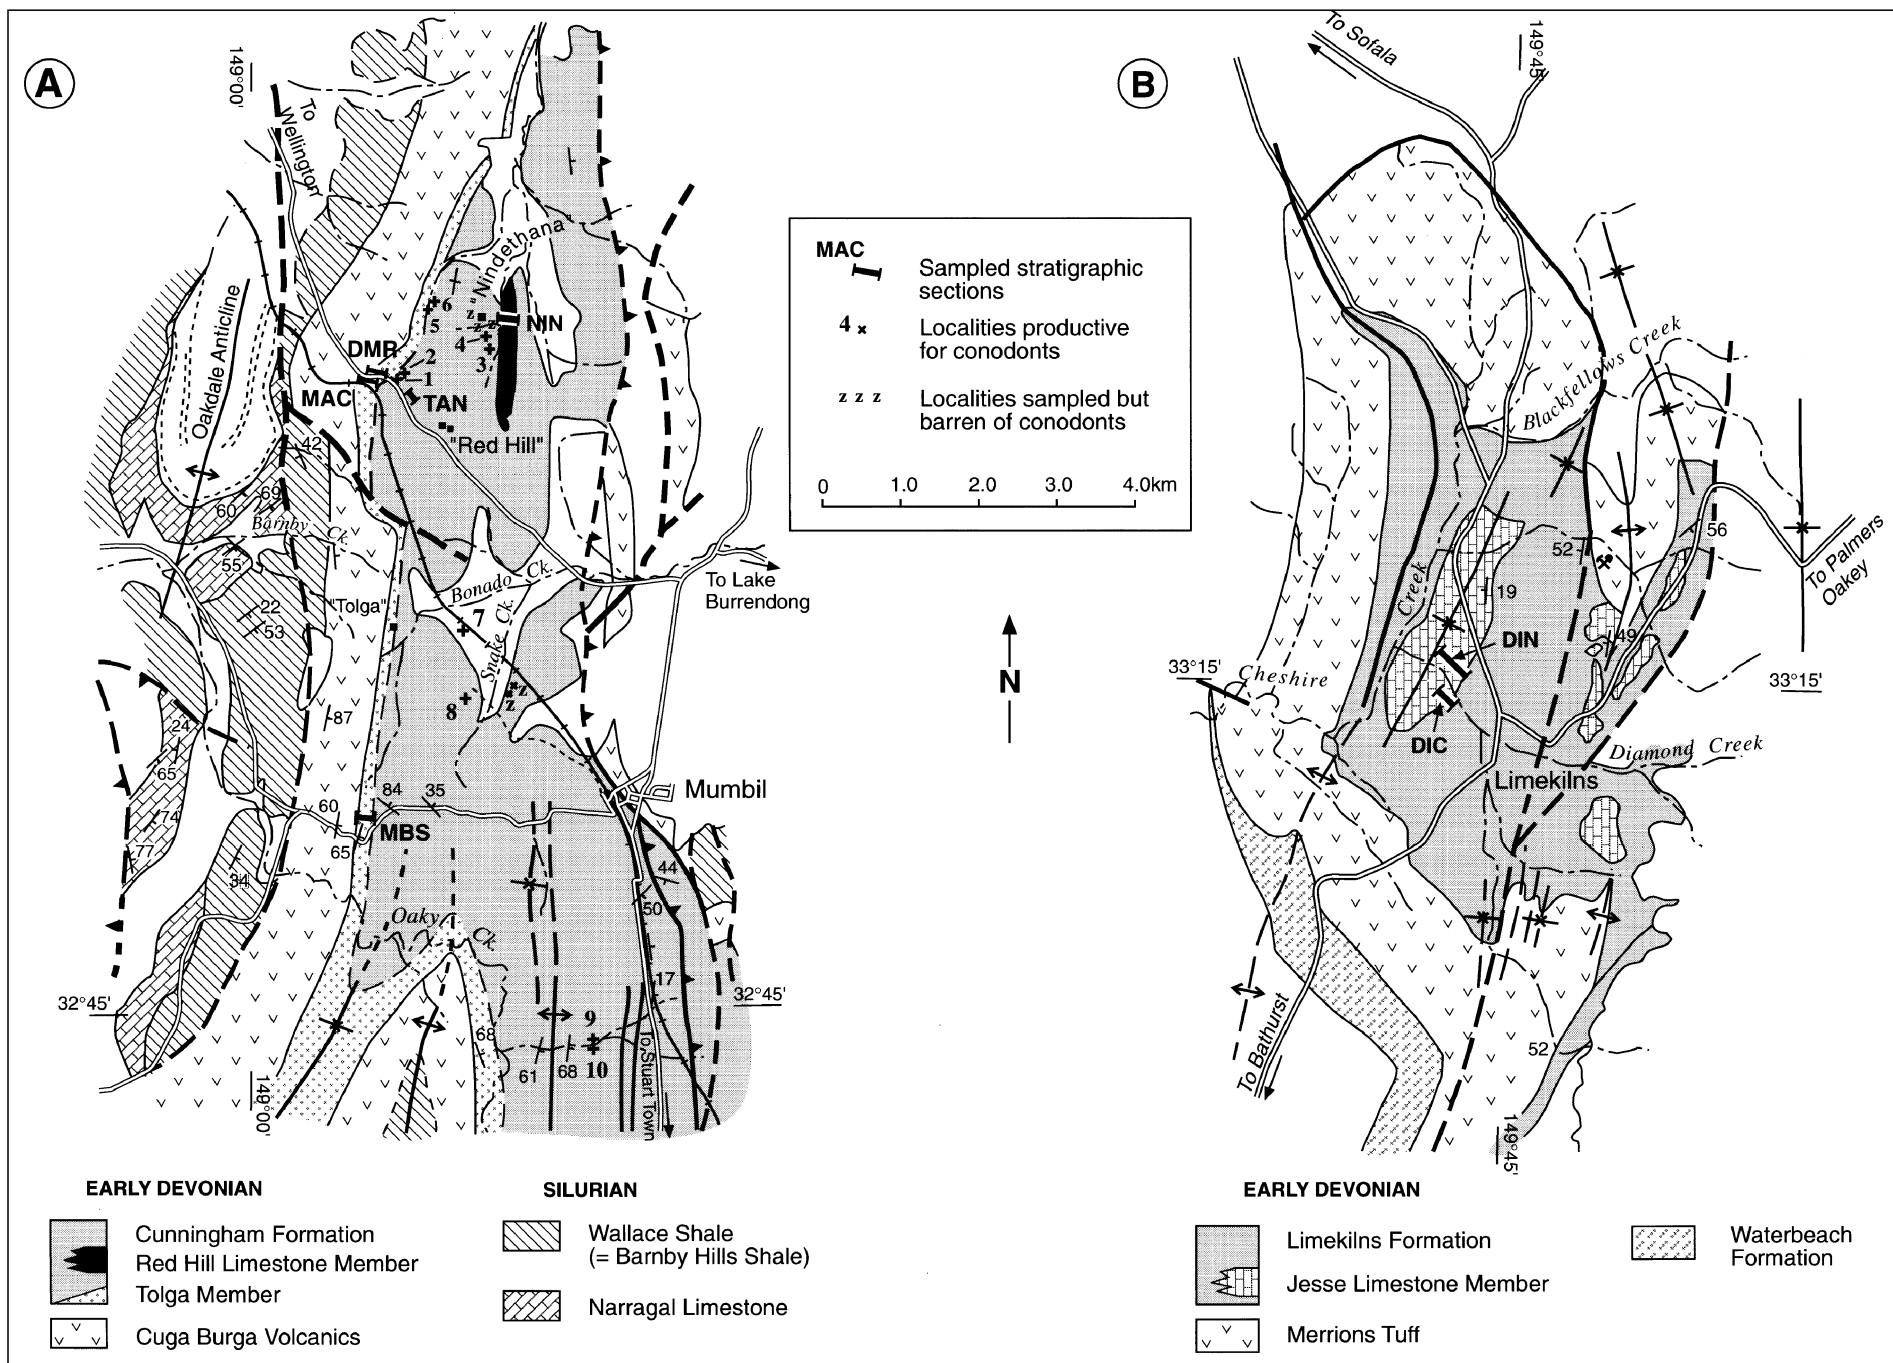 A
149°00'
To Wellington
Oakdale Anticline
"Nindethana"
6
5
z
z z
4
3
NIN
DMR
2
1
MAC
TAN
"Red Hill"
42
69
60
Barnby Ck.
55
22
53
"Tolga"
Bonado Ck.
7
Snake Ck.
To Lake
Burrendong
8
z
z
87
24
65
74
77
34
60
65
84
35
MBS
Mumbil
44
50
17
Oaky Ck.
32°45'
32°45'
9
10
68
61
68
To Stuart Town
149°00'
MAC
Sampled stratigraphic
sections
4 x
Localities productive
for conodonts
z z z
Localities sampled but
barren of conodonts
0 1.0 2.0 3.0 4.0km
N
B
To Sofala
149°45'
Blackfellows Creek
52
56
To Palmers
Oakey
19
49
Cheshire Creek
33°15'
33°15'
DIN
DIC
Diamond Creek
Limekilns
52
To Bathurst
149°45'
EARLY DEVONIAN
Cunningham Formation
Red Hill Limestone Member
Tolga Member
Cuga Burga Volcanics
SILURIAN
Wallace Shale
(= Barnby Hills Shale)
Narragal Limestone
EARLY DEVONIAN
Limekilns Formation
Jesse Limestone Member
Merrions Tuff
Waterbeach
Formation